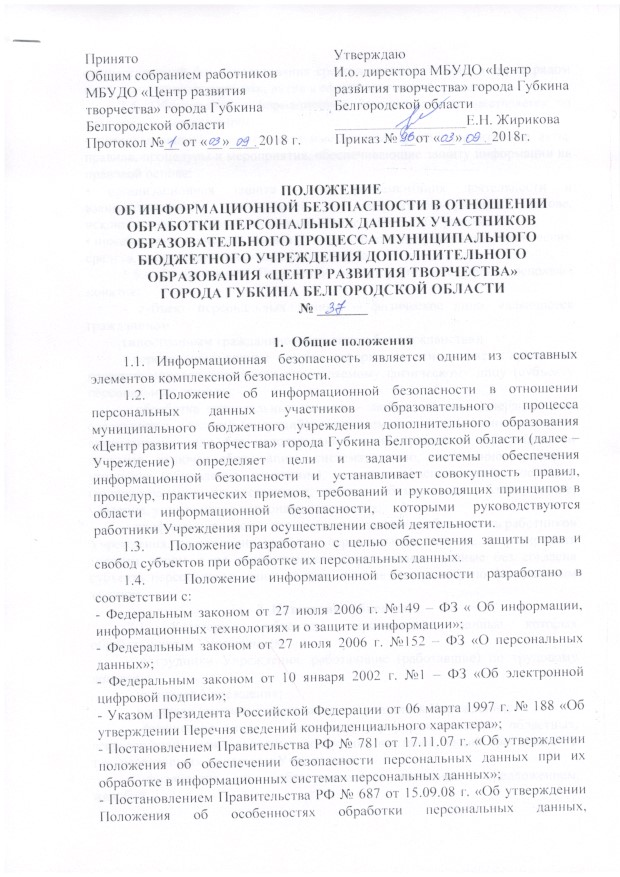 Принято
Общим собранием работников
МБУДО «Центр развития
творчества» города Губкина
Белгородской области
Протокол № 1 от «03» 09 2018 г.
Утверждаю
И.о. директора МБУДО «Центр
развития творчества» города Губкина
Белгородской области
Е.Н. Жирикова
Приказ № 96 от «03» 09 2018г.
ПОЛОЖЕНИЕ
ОБ ИНФОРМАЦИОННОЙ БЕЗОПАСНОСТИ В ОТНОШЕНИИ
ОБРАБОТКИ ПЕРСОНАЛЬНЫХ ДАННЫХ УЧАСТНИКОВ
ОБРАЗОВАТЕЛЬНОГО ПРОЦЕССА МУНИЦИПАЛЬНОГО
БЮДЖЕТНОГО УЧРЕЖДЕНИЯ ДОПОЛНИТЕЛЬНОГО
ОБРАЗОВАНИЯ «ЦЕНТР РАЗВИТИЯ ТВОРЧЕСТВА»
ГОРОДА ГУБКИНА БЕЛГОРОДСКОЙ ОБЛАСТИ
№ 37
1. Общие положения
1.1. Информационная безопасность является одним из составных
элементов комплексной безопасности.
1.2. Положение об информационной безопасности в отношении
персональных данных участников образовательного процесса
муниципального бюджетного учреждения дополнительного образования
«Центр развития творчества» города Губкина Белгородской области (далее –
Учреждение) определяет цели и задачи системы обеспечения
информационной безопасности и устанавливает совокупность правил,
процедур, практических приемов, требований и руководящих принципов в
области информационной безопасности, которыми руководствуются
работники Учреждения при осуществлении своей деятельности.
1.3. Положение разработано с целью обеспечения защиты прав и
свобод субъектов при обработке их персональных данных.
1.4. Положение информационной безопасности разработано в
соответствии с:
- Федеральным законом от 27 июля 2006 г. №149 – ФЗ « Об информации,
информационных технологиях и о защите и информации»;
- Федеральным законом от 27 июля 2006 г. №152 – ФЗ «О персональных
данных»;
- Федеральным законом от 10 января 2002 г. №1 – ФЗ «Об электронной
цифровой подписи»;
- Указом Президента Российской Федерации от 06 марта 1997 г. № 188 «Об
утверждении Перечня сведений конфиденциального характера»;
- Постановлением Правительства РФ № 781 от 17.11.07 г. «Об утверждении
положения об обеспечении безопасности персональных данных при их
обработке в информационных системах персональных данных»;
- Постановлением Правительства РФ № 687 от 15.09.08 г. «Об утверждении
Положения об особенностях обработки персональных данных,